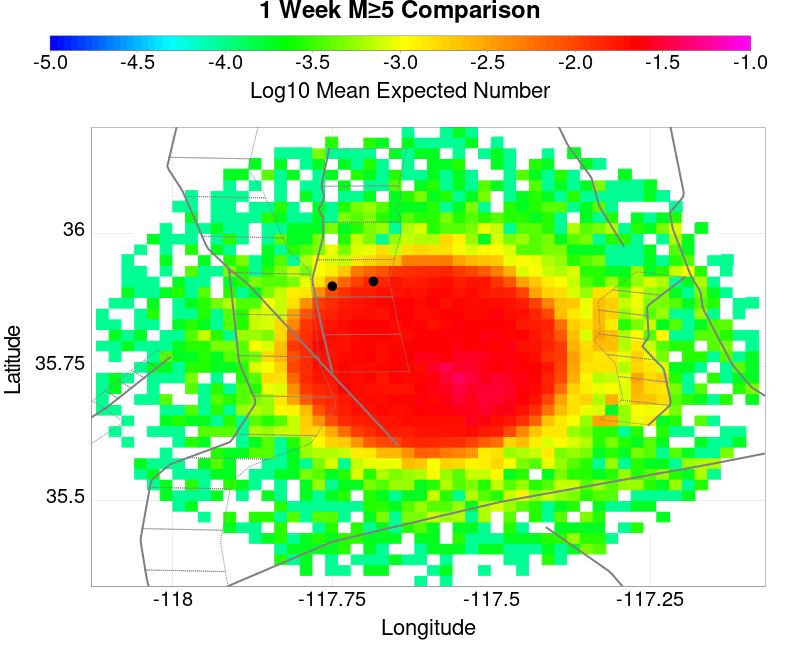 1 Week M≥5 Comparison
-5.0 -4.5 -4.0 -3.5 -3.0 -2.5 -2.0 -1.5 -1.0
Log10 Mean Expected Number
36
35.75
35.5
Latitude
-118 -117.75 -117.5 -117.25
Longitude